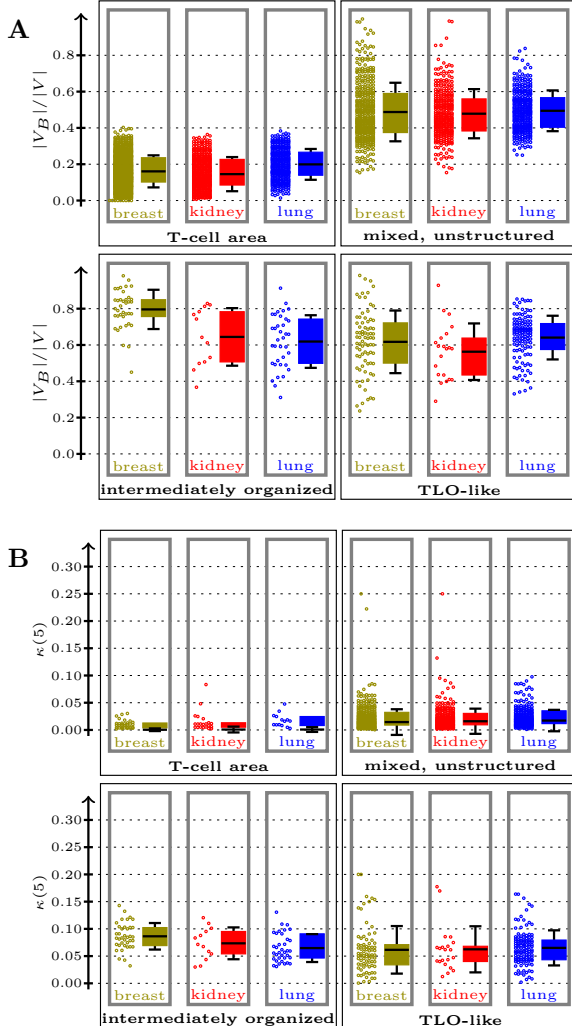 A
|V_B|/|V|
0.8
0.6
0.4
0.2
0.0
breast kidney lung
T-cell area
breast kidney lung
mixed, unstructured
|V_B|/|V|
0.8
0.6
0.4
0.2
0.0
breast kidney lung
intermediately organized
breast kidney lung
TLO-like
B
κ(5)
0.30
0.25
0.20
0.15
0.10
0.05
0.00
breast kidney lung
T-cell area
breast kidney lung
mixed, unstructured
κ(5)
0.30
0.25
0.20
0.15
0.10
0.05
0.00
breast kidney lung
intermediately organized
breast kidney lung
TLO-like